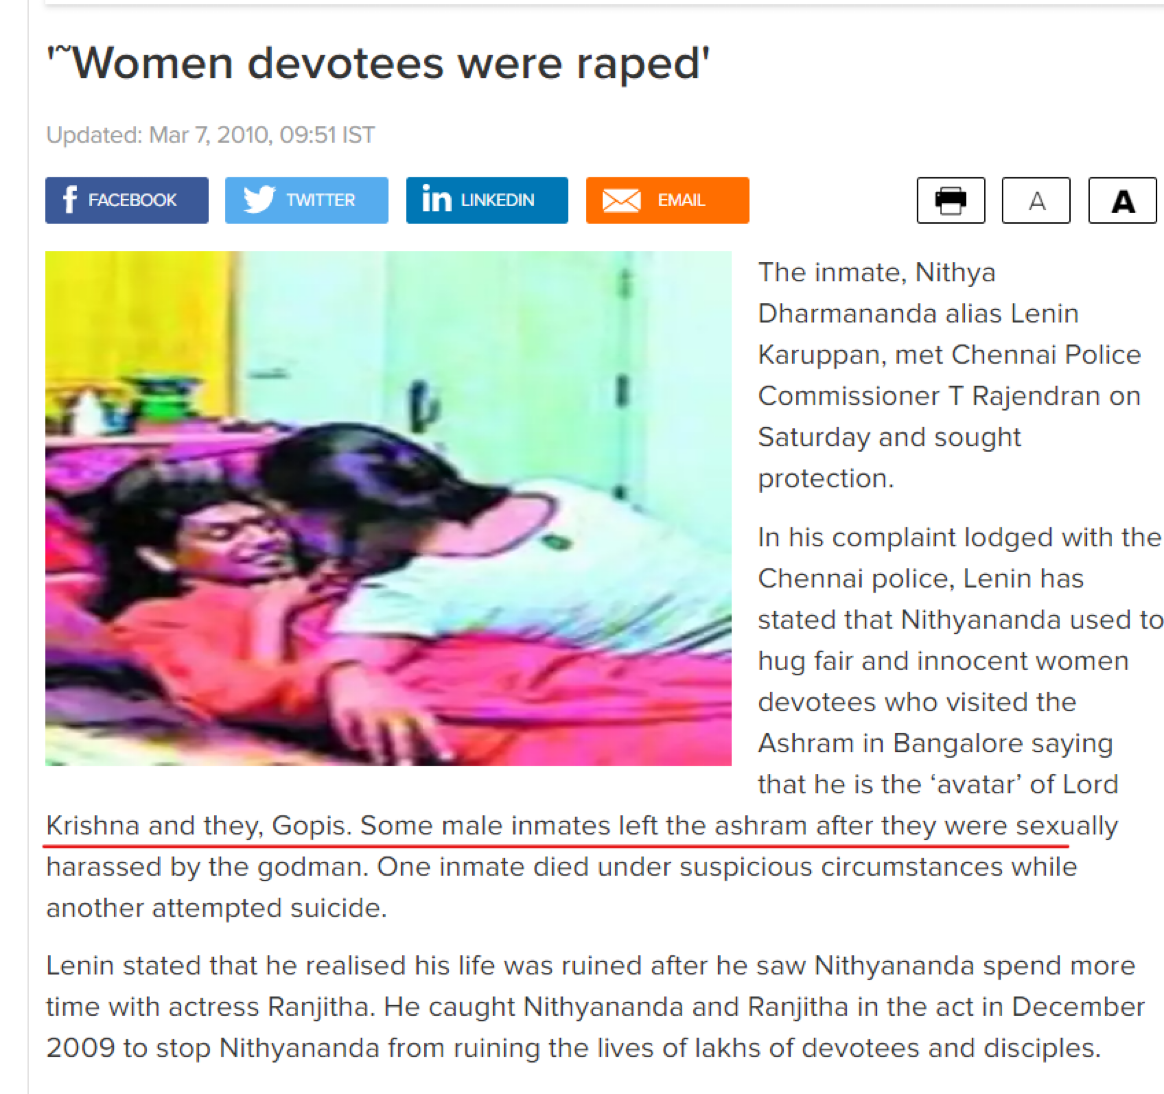 '~Women devotees were raped'
Updated: Mar 7, 2010, 09:51 IST
f FACEBOOK
TWITTER
in LINKEDIN
EMAIL
A
A
The inmate, Nithya
Dharmananda alias Lenin
Karuppan, met Chennai Police
Commissioner T Rajendran on
Saturday and sought
protection.
In his complaint lodged with the
Chennai police, Lenin has
stated that Nithyananda used to
hug fair and innocent women
devotees who visited the
Ashram in Bangalore saying
that he is the ‘avatar’ of Lord
Krishna and they, Gopis. Some male inmates left the ashram after they were sexually
harassed by the godman. One inmate died under suspicious circumstances while
another attempted suicide.
Lenin stated that he realised his life was ruined after he saw Nithyananda spend more
time with actress Ranjitha. He caught Nithyananda and Ranjitha in the act in December
2009 to stop Nithyananda from ruining the lives of lakhs of devotees and disciples.